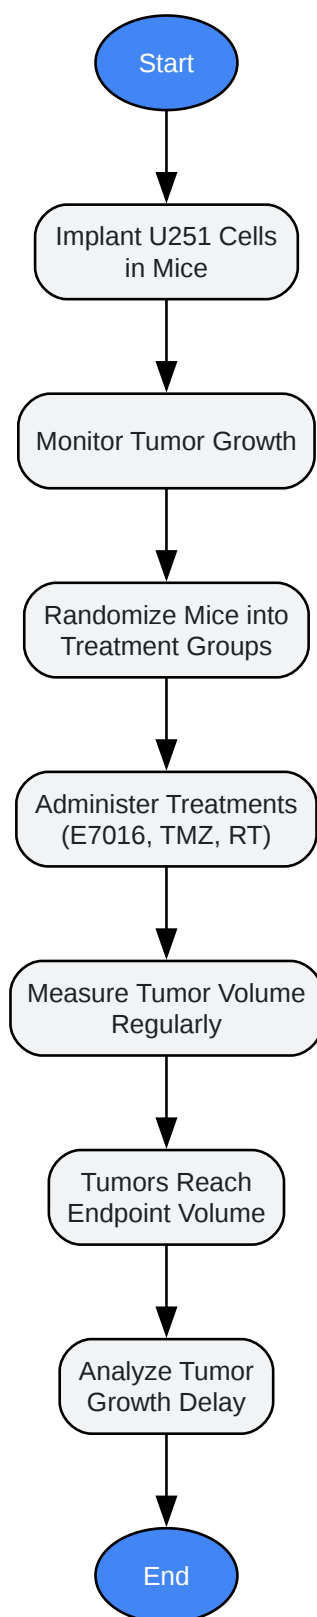 Start
Implant U251 Cells
in Mice
Monitor Tumor Growth
Randomize Mice into
Treatment Groups
Administer Treatments
(E7016, TMZ, RT)
Measure Tumor Volume
Regularly
Tumors Reach
Endpoint Volume
Analyze Tumor
Growth Delay
End